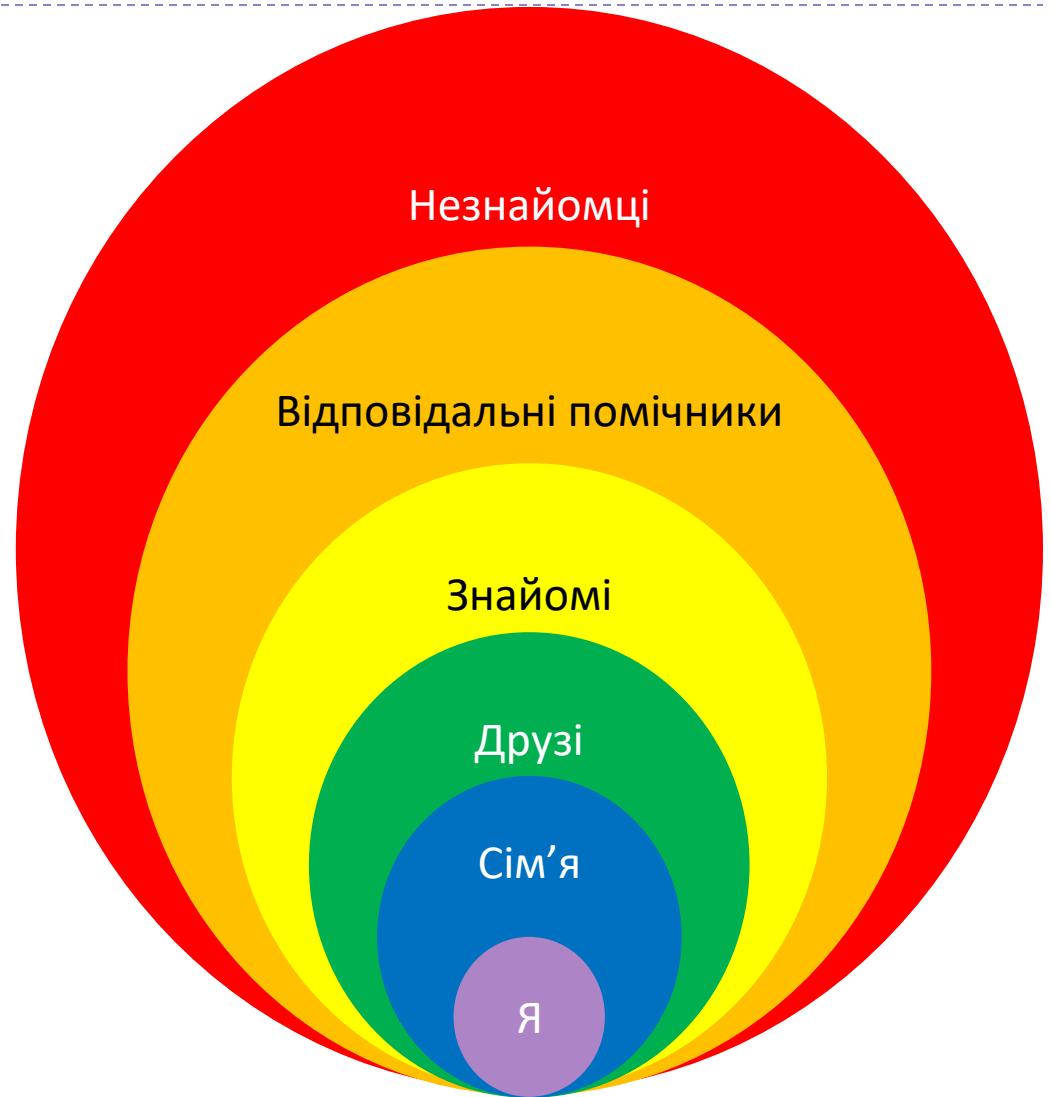 Незнайомці
Відповідальні помічники
Знайомі
Друзі
Сім’я
Я